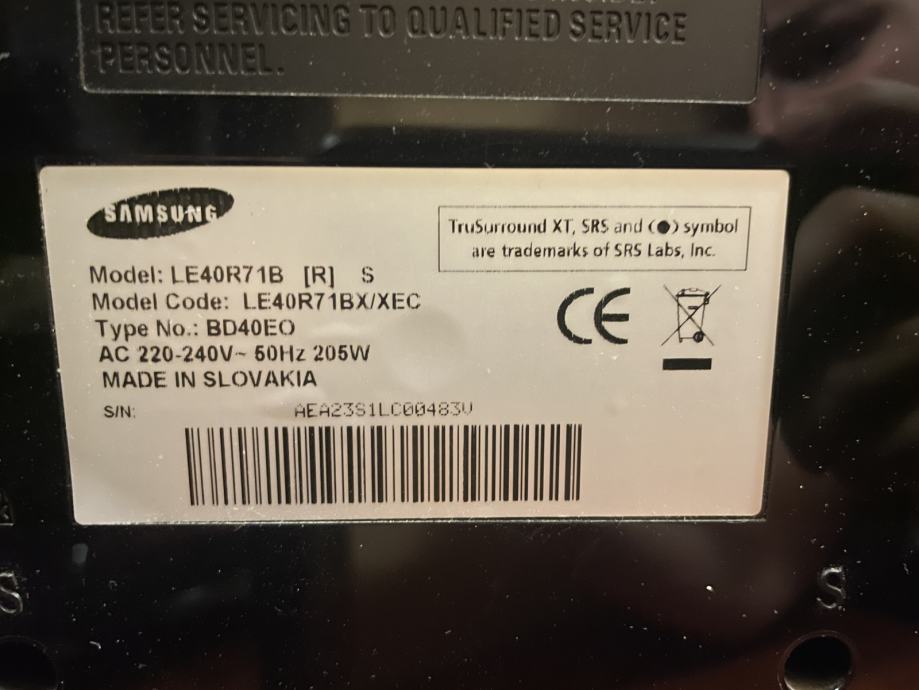 REFER SERVICING TO QUALIFIED SERVICE
PERSONNEL.
SAMSUNG
TruSurround XT, SRS and (●) symbol
are trademarks of SRS Labs, Inc.
Model: LE40R71B [R] S
Model Code: LE40R71BX/XEC
Type No.: BD40EO
AC 220-240V~ 50Hz 205W
MADE IN SLOVAKIA
CE
S/N: AEA23S1LC00483V
S
S